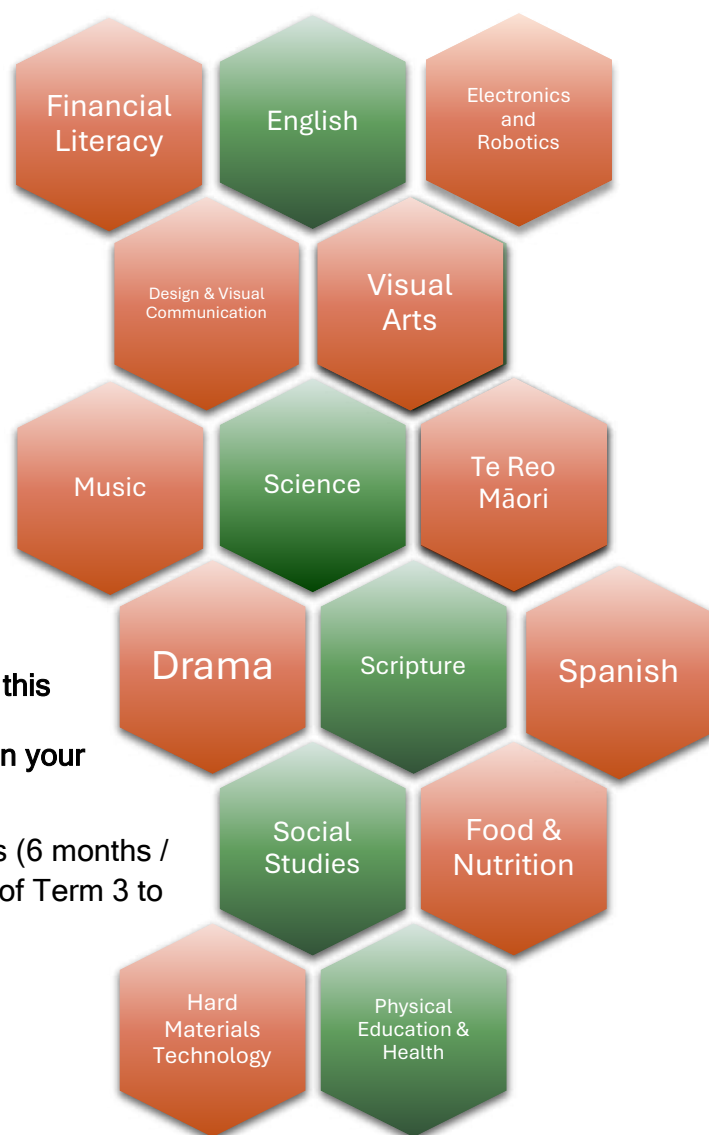 Financial
Literacy
English
Electronics
and
Robotics
Design & Visual
Communication
Visual
Arts
Music
Science
Te Reo
Māori
Drama
Scripture
Spanish
this
n your
Social
Studies
Food &
Nutrition
s (6 months /
of Term 3 to
Hard
Materials
Technology
Physical
Education &
Health